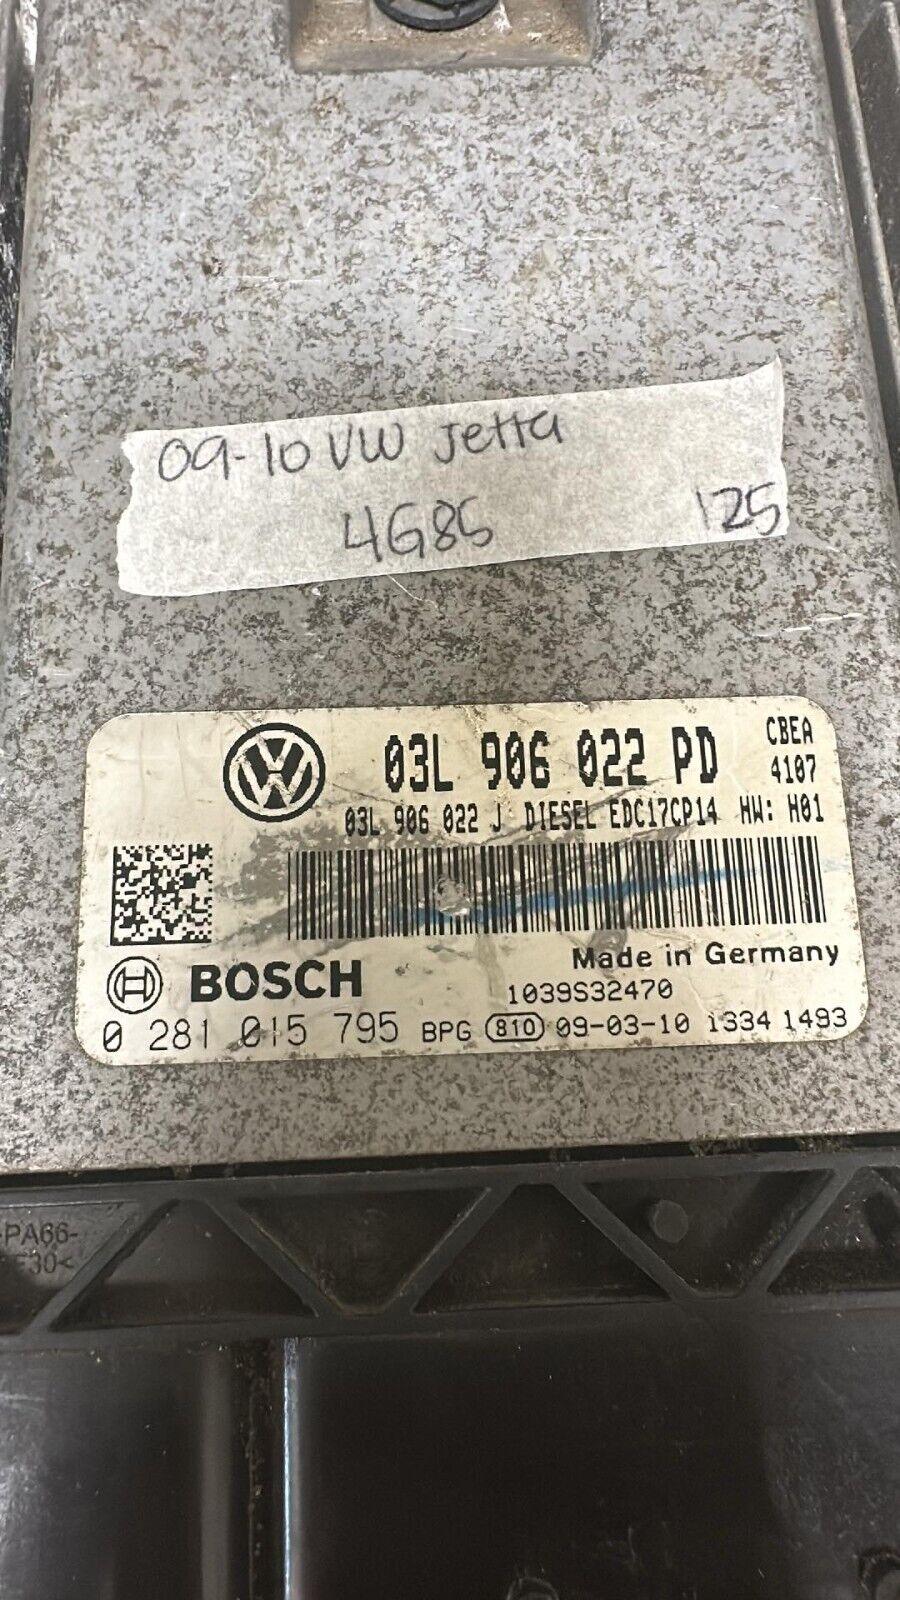 09-10 VW Jetta
4G85 125
03L 906 022 PD CBEA
4107
03L 906 022 J DIESEL EDC17CP14 HW: H01
Made in Germany
BOSCH 1039S32470
0 281 015 795 BPG 810 09-03-10 1334 1493
-PA66-
F30<